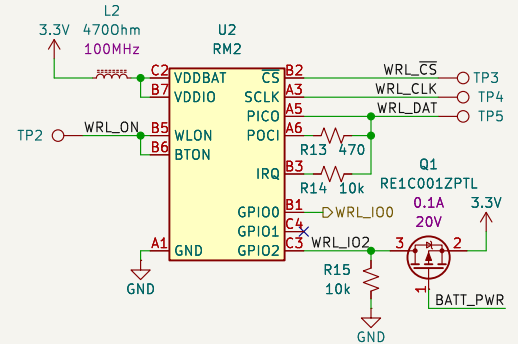 L2
470Ohm
100MHz
3.3V
U2
RM2
C2 VDDBAT
B7 VDDIO
WRL_ON
TP2
B5 WLON
B6 BTON
A1 GND
GND
CS B2 WRL_CS TP3
SCLK A3 WRL_CLK TP4
PICO A5 WRL_DAT TP5
POCI A6 R13 470
IRQ B3 R14 10k
GPIO0 B1 WRL_IO0
GPIO1 C4
GPIO2 C3 WRL_IO2
R15
10k
GND
Q1
RE1C001ZPTL
0.1A
20V
3.3V
3 2
1
BATT_PWR